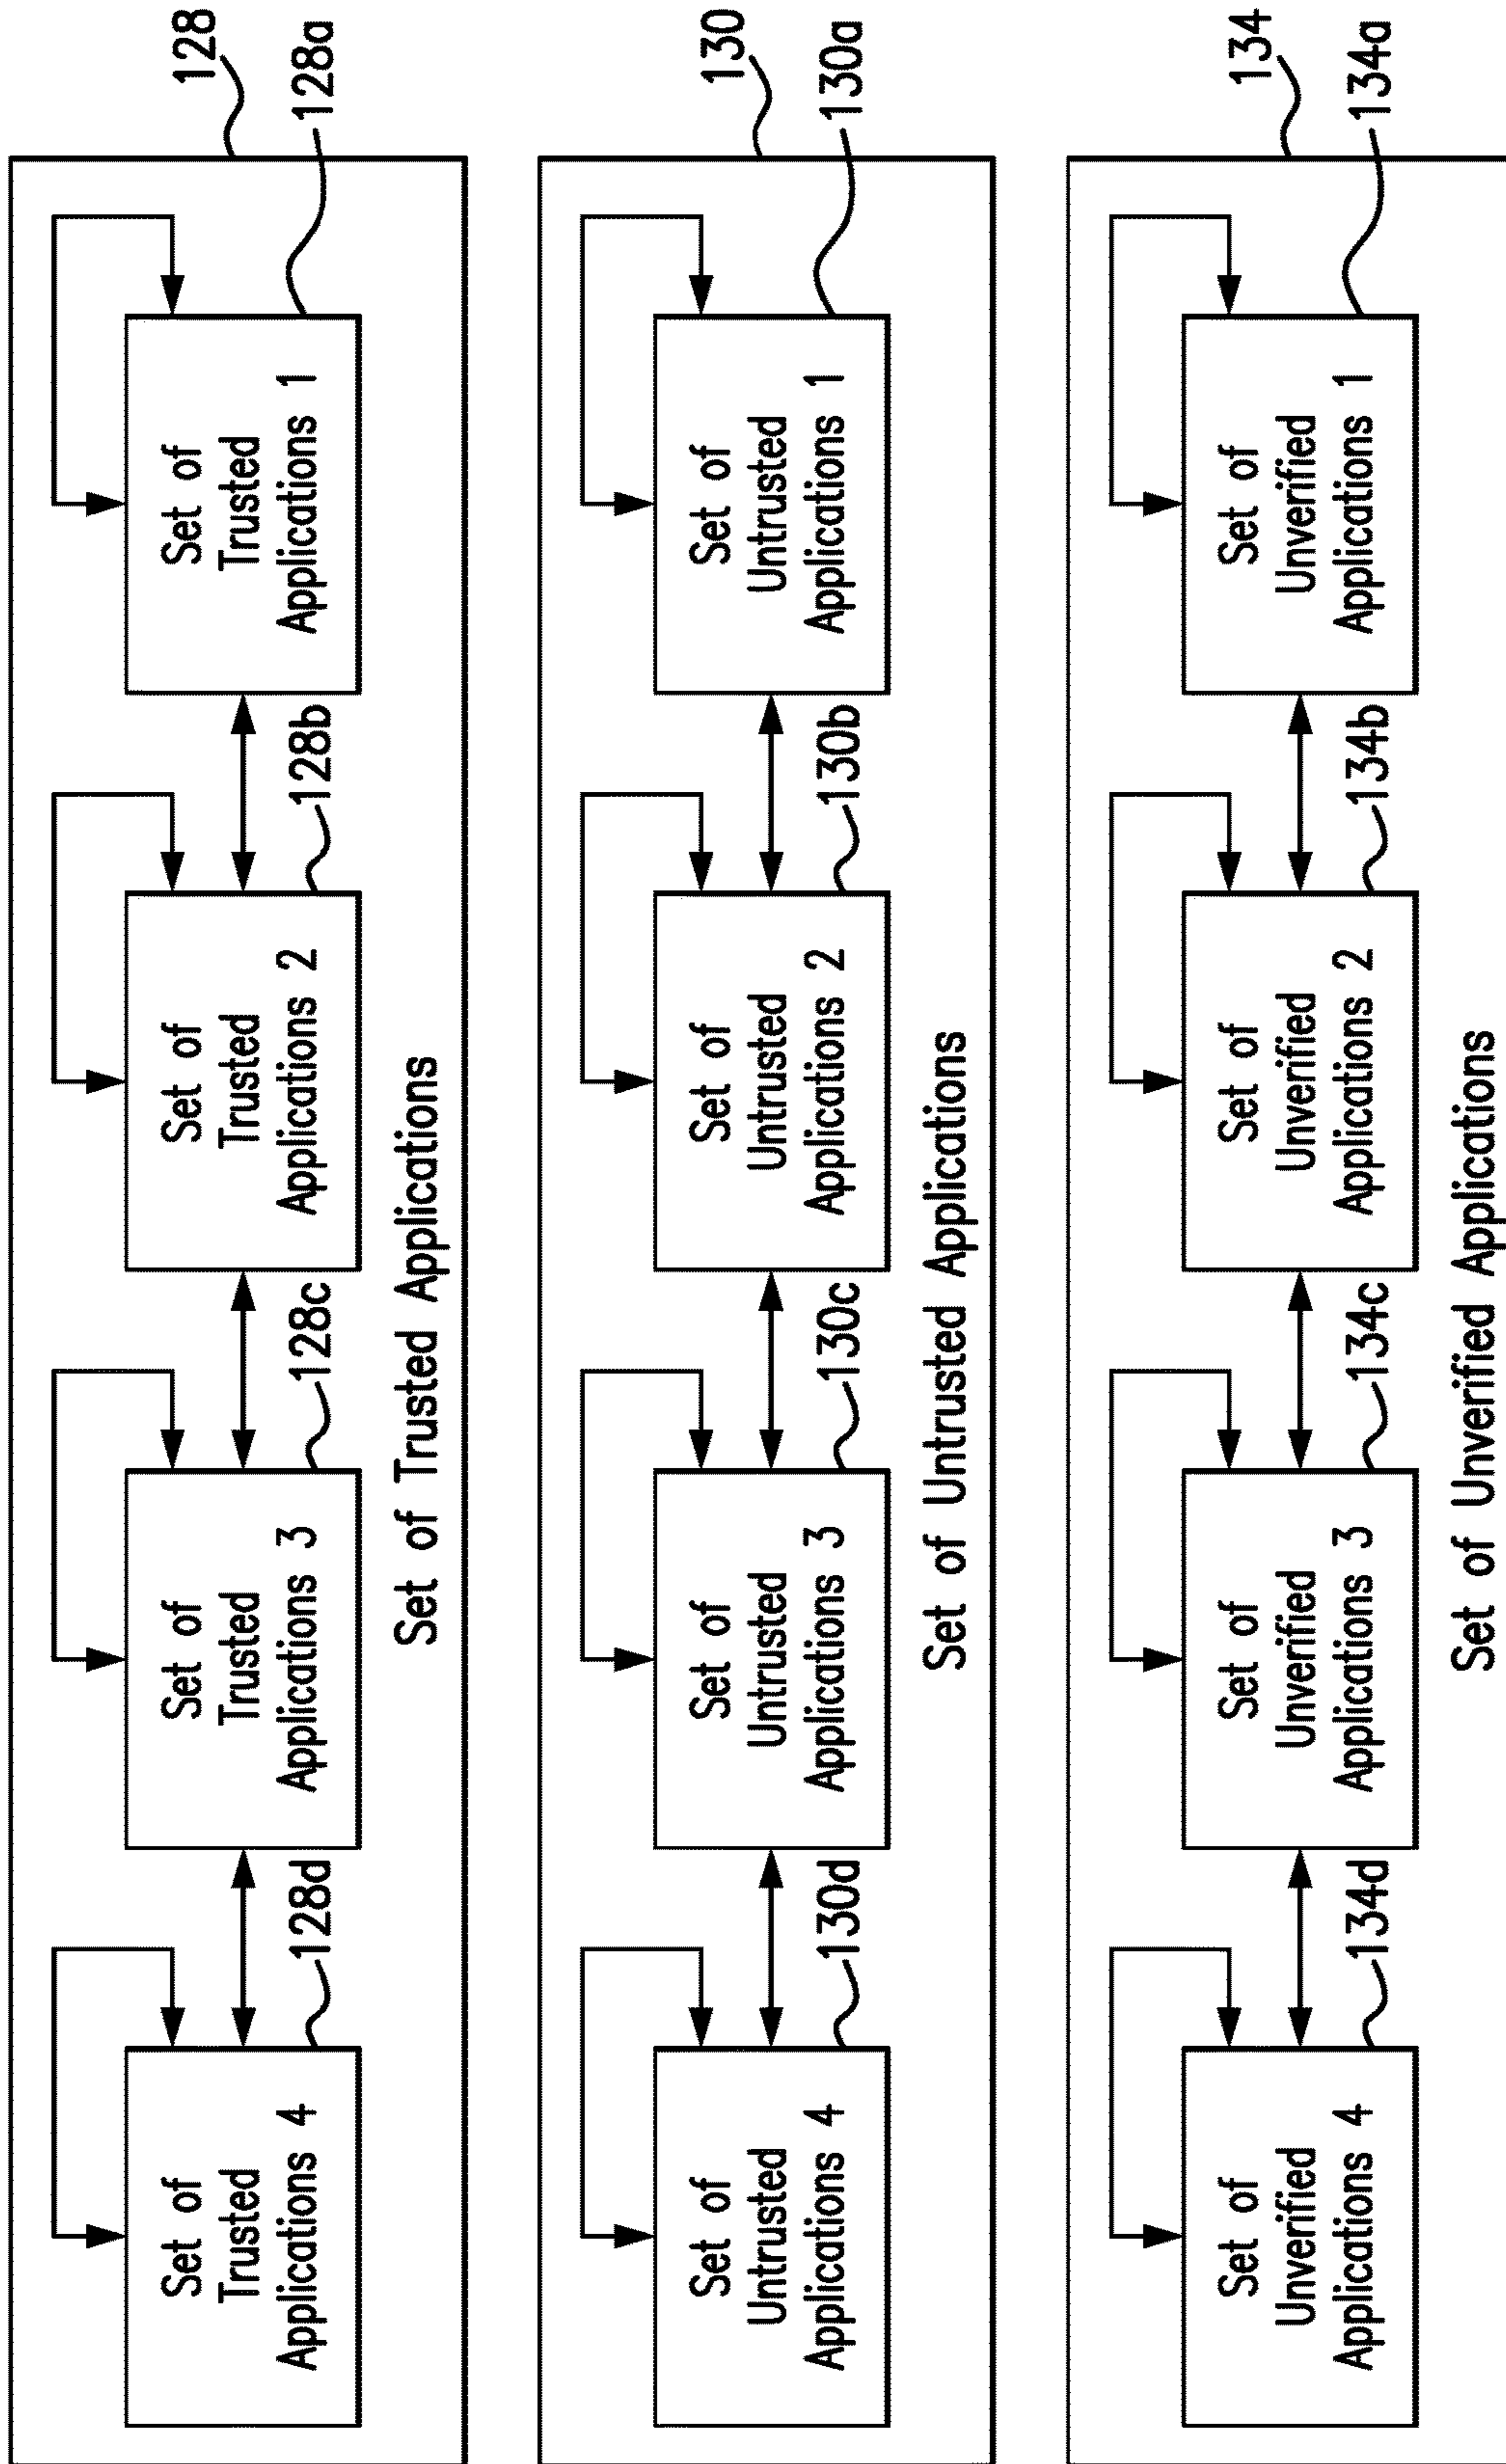 128
Set of
Trusted
Applications 4
128d
Set of
Trusted
Applications 3
128c
Set of
Trusted
Applications 2
128b
Set of
Trusted
Applications 1
128a
Set of Trusted Applications
130
Set of
Untrusted
Applications 4
130d
Set of
Untrusted
Applications 3
130c
Set of
Untrusted
Applications 2
130b
Set of
Untrusted
Applications 1
130a
Set of Untrusted Applications
134
Set of
Unverified
Applications 4
134d
Set of
Unverified
Applications 3
134c
Set of
Unverified
Applications 2
134b
Set of
Unverified
Applications 1
134a
Set of Unverified Applications